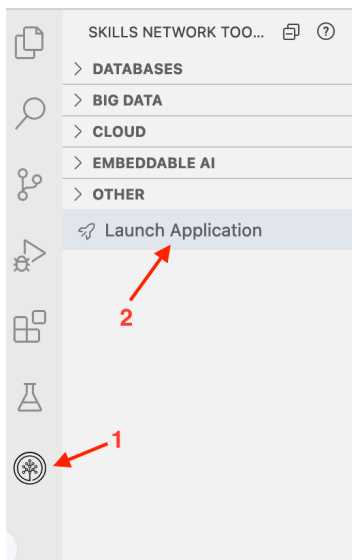 SKILLS NETWORK TOO...
DATABASES
BIG DATA
CLOUD
EMBEDDABLE AI
OTHER
Launch Application
2
1